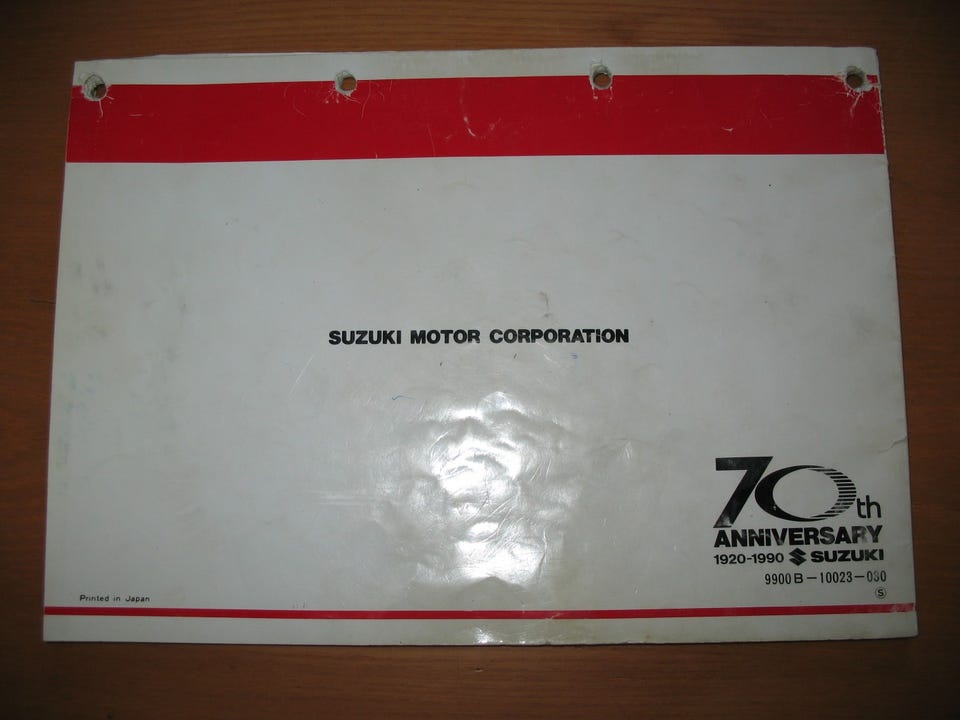 SUZUKI MOTOR CORPORATION
70th
ANNIVERSARY
1920-1990 SUZUKI
9900B-10023-030
S
Printed in Japan